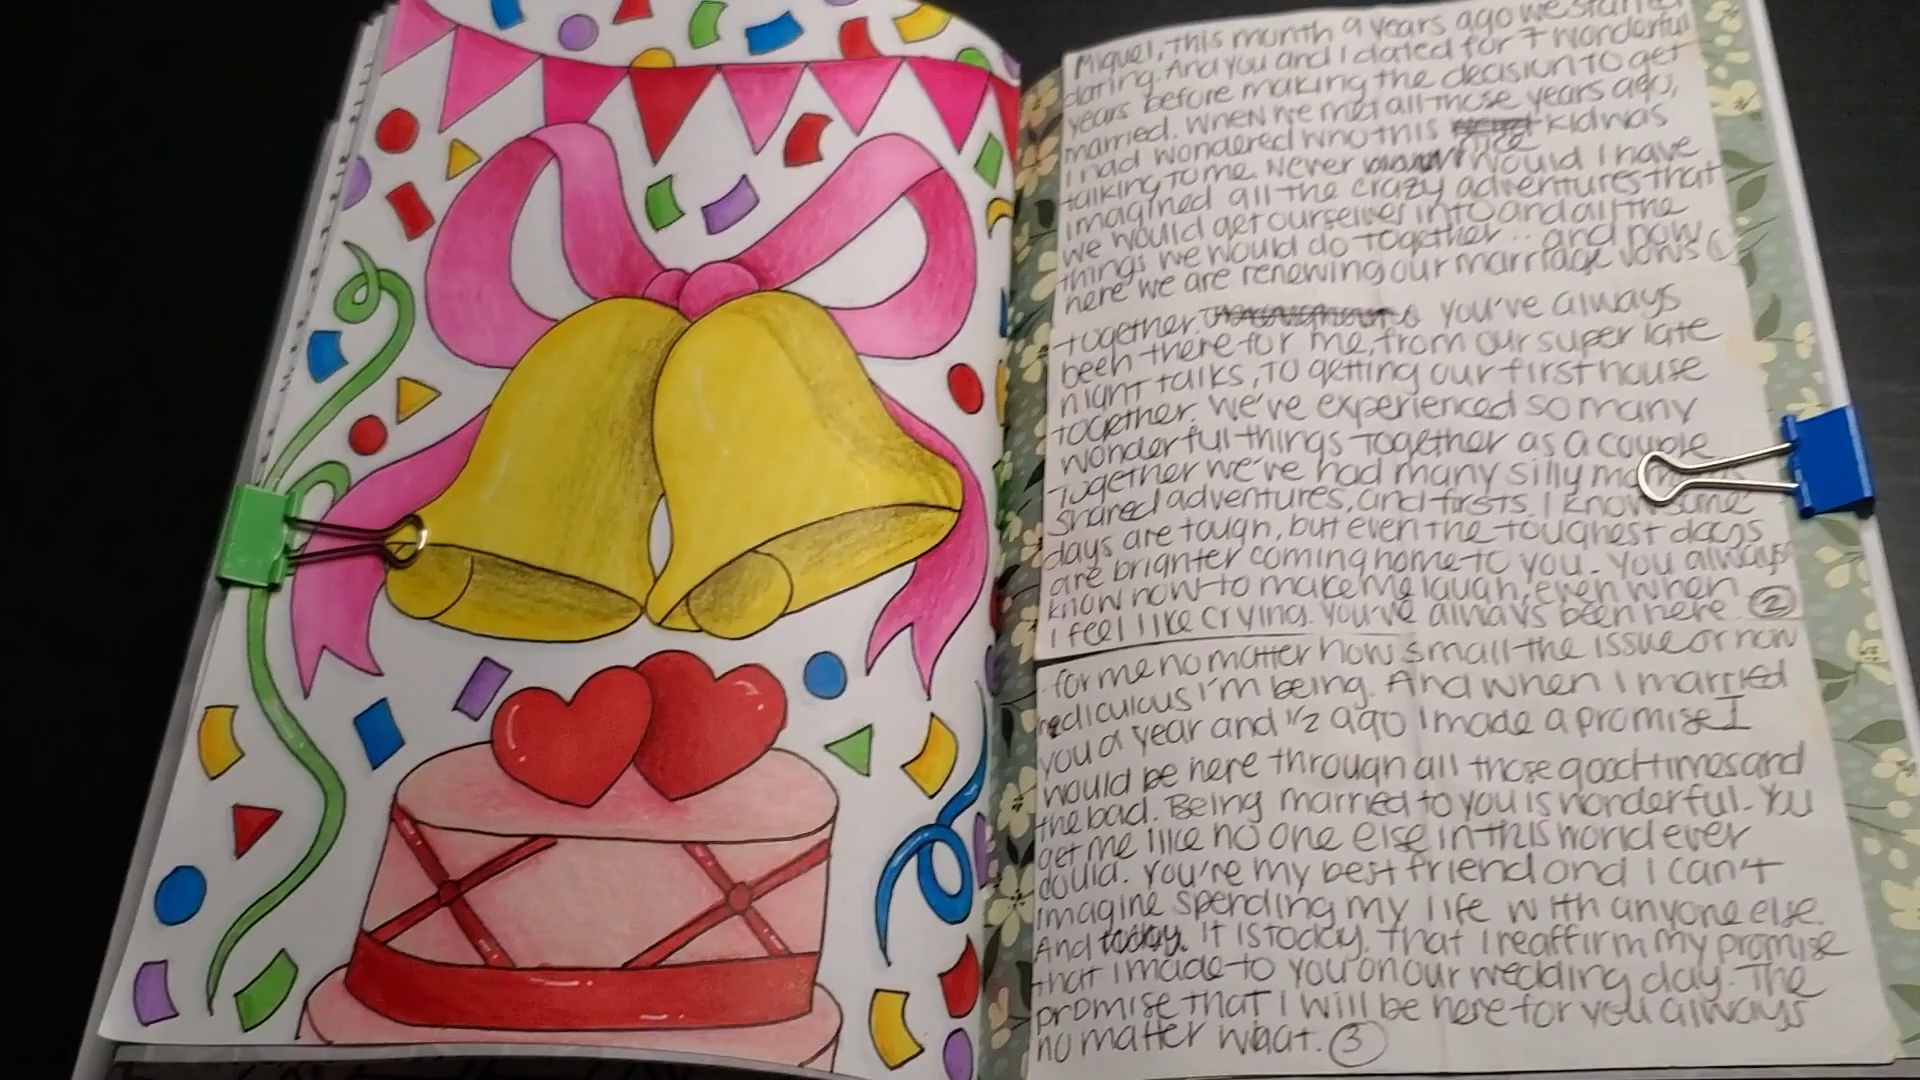 Miguel, this month 9 years ago we started
dating. And you and I dated for 7 wonderful
years before making the decision to get
married. When we met all those years ago,
I had wondered who this kid was
talking to me. Never would I have
imagined all the crazy adventures that
we would get ourselves into and all the
things we would do together... and now
here we are renewing our marriage vows
together. you've always
been there for me, from our super late
night talks, to getting our first house
together. We've experienced so many
wonderful things together as a couple
Together we've had many silly
shared adventures, and firsts. I know some
days are tough, but even the toughest days
are brighter coming home to you. You always
know how to make me laugh, even when
I feel like crying. You've always been here ②
for me no matter how small the issue or how
rediculous I'm being. And when I married
you a year and 1/2 ago I made a promise I
would be here through all those good times and
the bad. Being married to you is wonderful. You
get me like no one else in this world ever
could. You're my best friend and I can't
imagine spending my life with anyone else.
And today. It is today. That I reaffirm my promise
that I made to you on our wedding day. The
promise that I will be here for you always
no matter what. ③